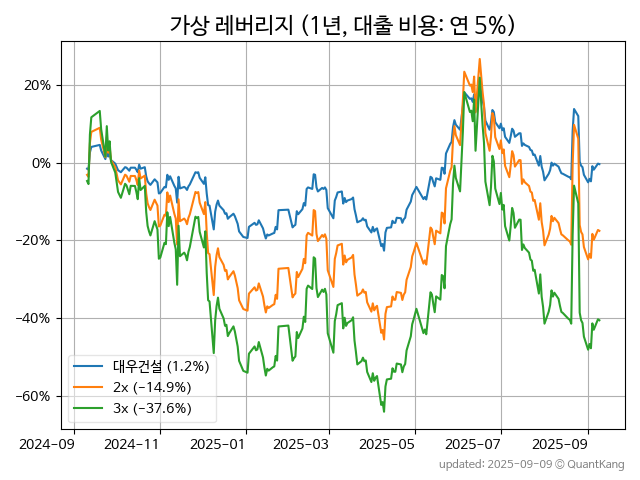 가상 레버리지 (1년, 대출 비용: 연 5%)
20%
0%
−20%
−40%
−60%
대우건설 (1.2%)
2x (−14.9%)
3x (−37.6%)
2024-09 2024-11 2025-01 2025-03 2025-05 2025-07 2025-09
updated: 2025-09-09 © QuantKang